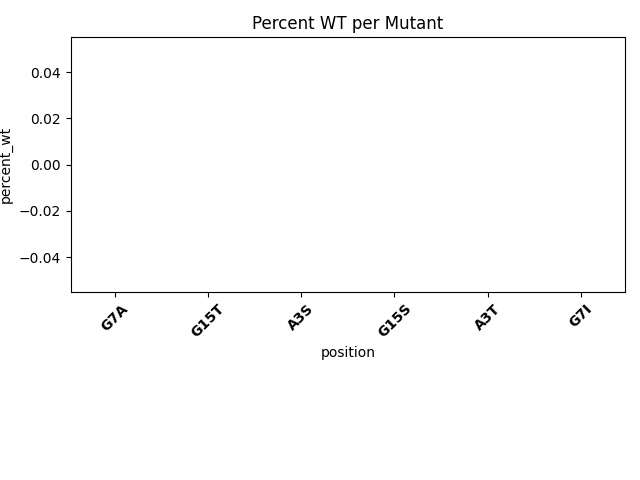 Percent WT per Mutant
percent_wt
0.04
0.02
0.00
−0.02
−0.04
G7A G15T A3S G15S A3T G7I
position